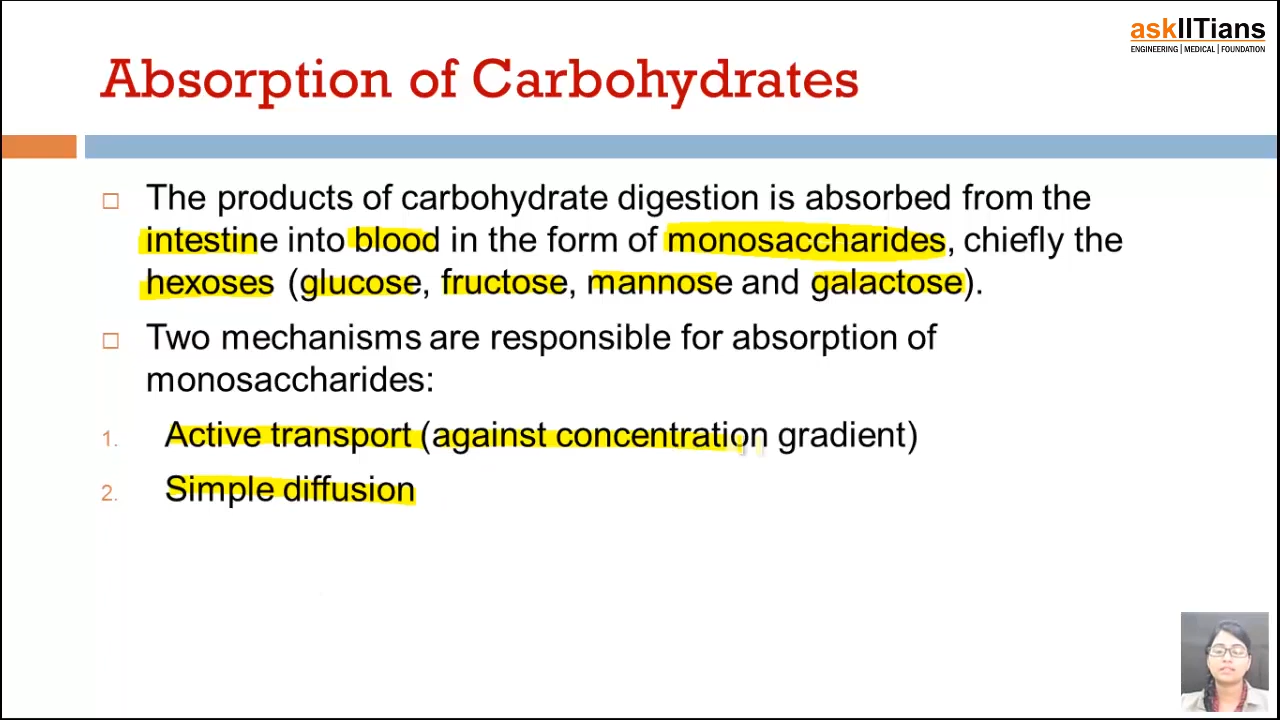 askIITians
ENGINEERING | MEDICAL | FOUNDATION
Absorption of Carbohydrates
The products of carbohydrate digestion is absorbed from the
intestine into blood in the form of monosaccharides, chiefly the
hexoses (glucose, fructose, mannose and galactose).
Two mechanisms are responsible for absorption of
monosaccharides:
1. Active transport (against concentration gradient)
2. Simple diffusion